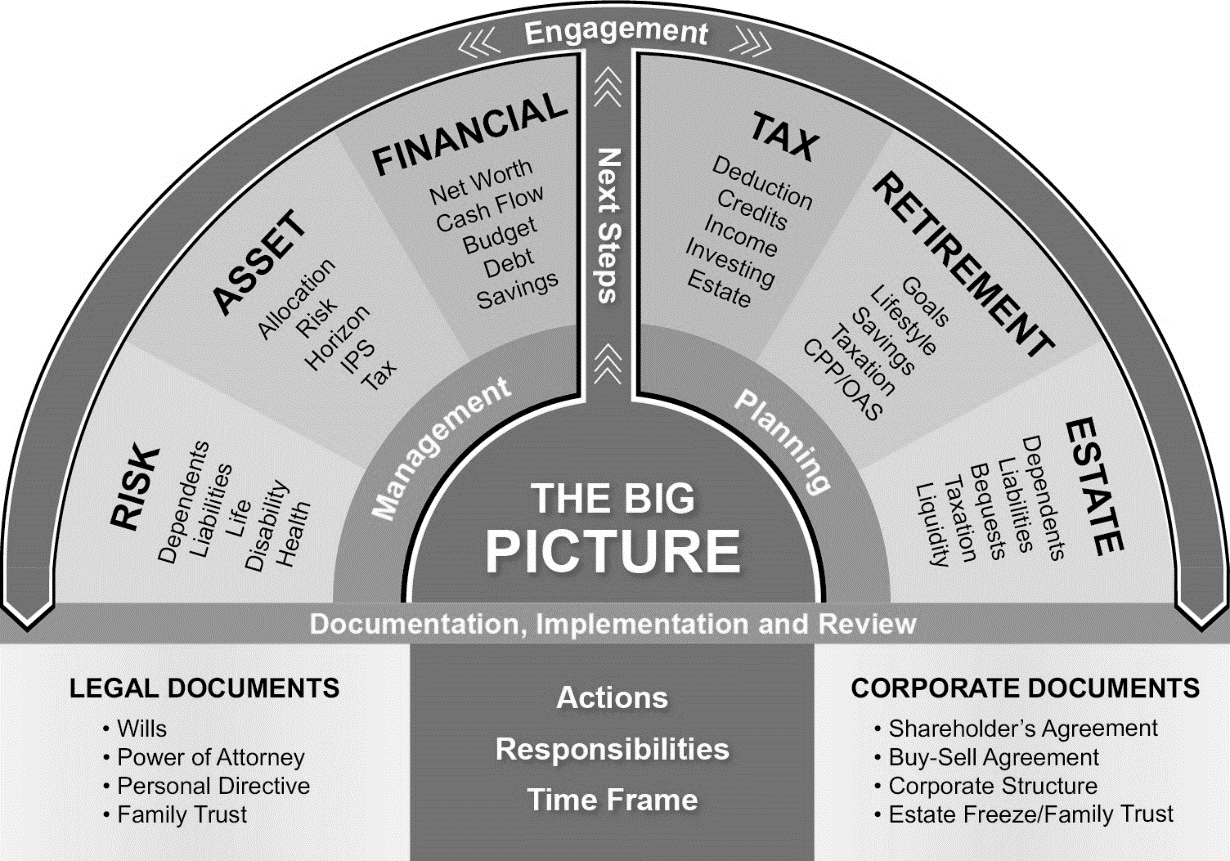 Engagement
Next Steps
FINANCIAL
Net Worth
Cash Flow
Budget
Debt
Savings
ASSET
Allocation
Risk
Horizon
IPS
Tax
RISK
Dependents
Liabilities
Life
Disability
Health
Management
TAX
Deduction
Credits
Income
Investing
Estate
RETIREMENT
Goals
Lifestyle
Savings
Taxation
CPP/OAS
ESTATE
Dependents
Liabilities
Bequests
Taxation
Liquidity
Planning
THE BIG
PICTURE
Documentation, Implementation and Review
LEGAL DOCUMENTS
• Wills
• Power of Attorney
• Personal Directive
• Family Trust
Actions
Responsibilities
Time Frame
CORPORATE DOCUMENTS
• Shareholder’s Agreement
• Buy-Sell Agreement
• Corporate Structure
• Estate Freeze/Family Trust